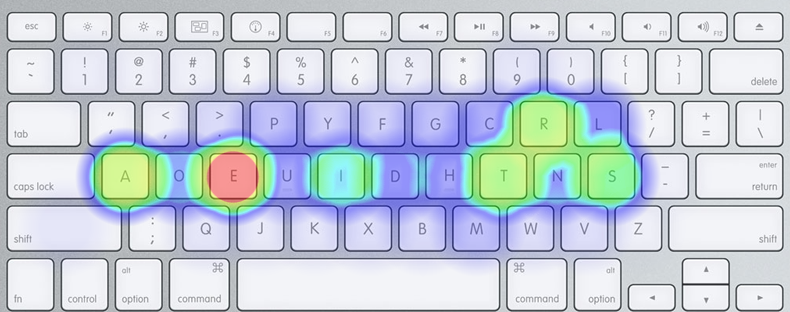 esc F1 F2 F3 F4 F5 F6 F7 F8 F9 F10 F11 F12
~ ! @ # $ % ^ & * ( ) { }
` 1 2 3 4 5 6 7 8 9 0 [ ] delete
" < > ? + |
tab ' , . P Y F G C R L / = \
caps lock A O E U I D H T N S _ - enter return
shift : ; Q J K X B M W V Z shift
alt ⌘ ⌘ alt
fn control option command command option